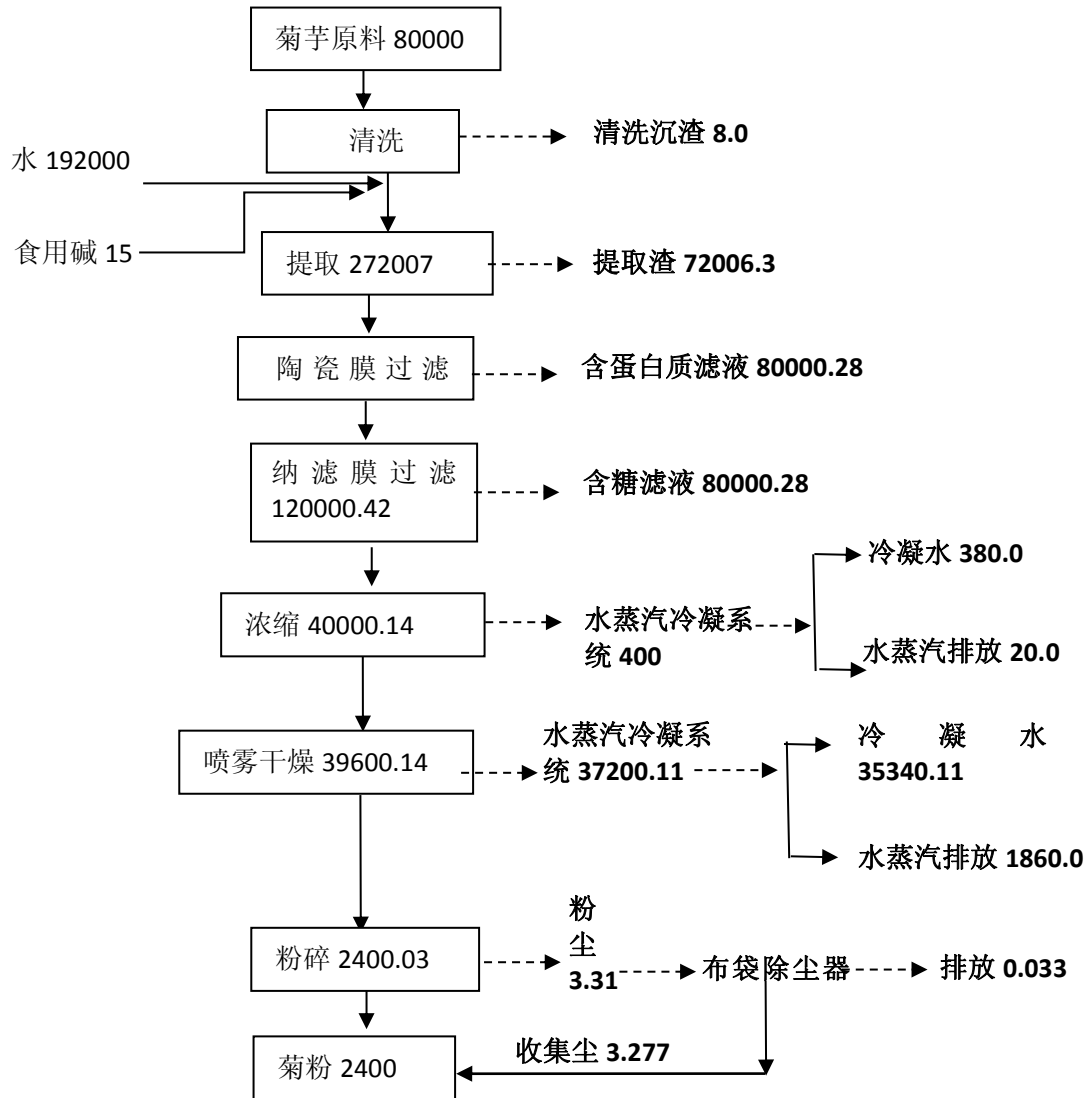 菊芋原料 80000
清洗
清洗沉渣 8.0
水 192000
食用碱 15
提取 272007
提取渣 72006.3
陶瓷膜过滤
含蛋白质滤液 80000.28
纳滤膜过滤
120000.42
含糖滤液 80000.28
冷凝水 380.0
浓缩 40000.14
水蒸汽冷凝系
统 400
水蒸汽排放 20.0
喷雾干燥 39600.14
水蒸汽冷凝系
统 37200.11
冷凝水
35340.11
水蒸汽排放 1860.0
粉碎 2400.03
粉
尘
3.31
布袋除尘器
排放 0.033
收集尘 3.277
菊粉 2400